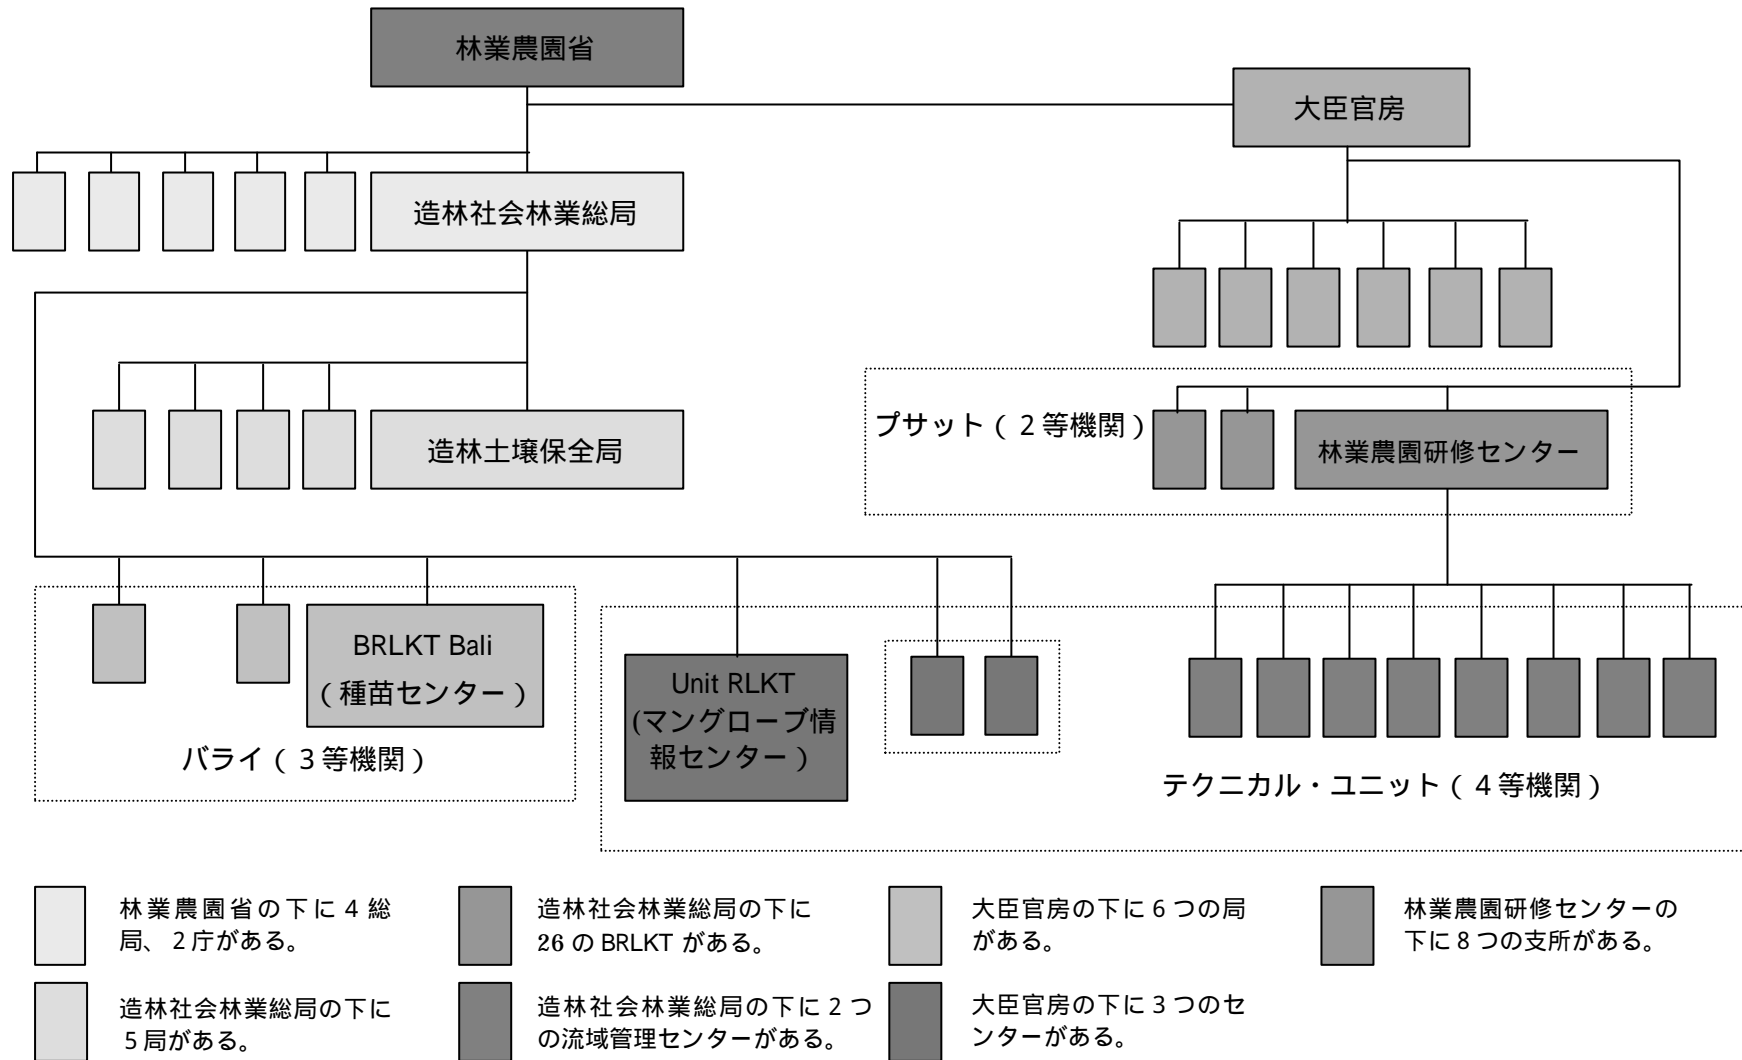 林業農園省
大臣官房
造林社会林業総局
プサット（２等機関）
造林土壌保全局
林業農園研修センター
BRLKT Bali
（種苗センター）
バライ（３等機関）
Unit RLKT
(マングローブ情
報センター）
テクニカル・ユニット（４等機関）
林業農園省の下に４総
局、２庁がある。
造林社会林業総局の下に
26 の BRLKT がある。
大臣官房の下に６つの局
がある。
林業農園研修センターの
下に８つの支所がある。
造林社会林業総局の下に
５局がある。
造林社会林業総局の下に２つ
の流域管理センターがある。
大臣官房の下に３つのセ
ンターがある。